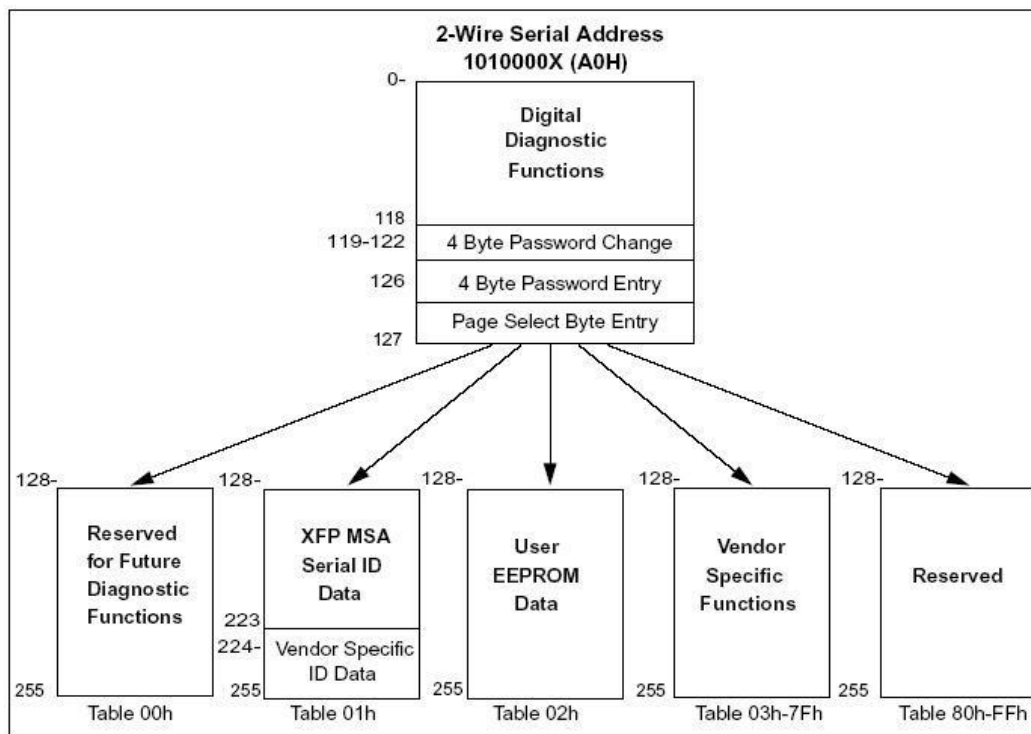 2-Wire Serial Address
1010000X (A0H)
0-
Digital
Diagnostic
Functions
118
119-122
4 Byte Password Change
126
4 Byte Password Entry
Page Select Byte Entry
127
128-
Reserved
for Future
Diagnostic
Functions
255
Table 00h
128-
XFP MSA
Serial ID
Data
223
224-
Vendor Specific
ID Data
255
Table 01h
128-
User
EEPROM
Data
255
Table 02h
128-
Vendor
Specific
Functions
255
Table 03h-7Fh
128-
Reserved
255
Table 80h-FFh